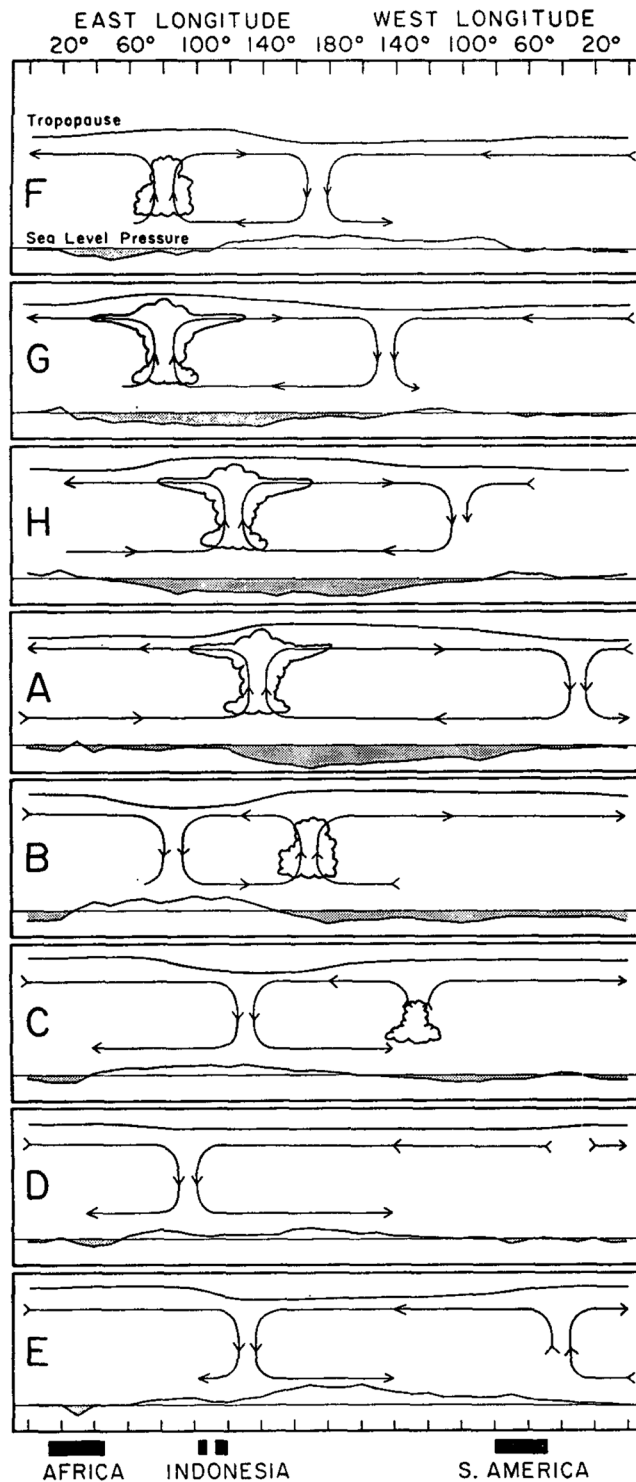 EAST LONGITUDE WEST LONGITUDE
20° 60° 100° 140° 180° 140° 100° 60° 20°
Tropopause
F
Sea Level Pressure
G
H
A
B
C
D
E
AFRICA INDONESIA S. AMERICA